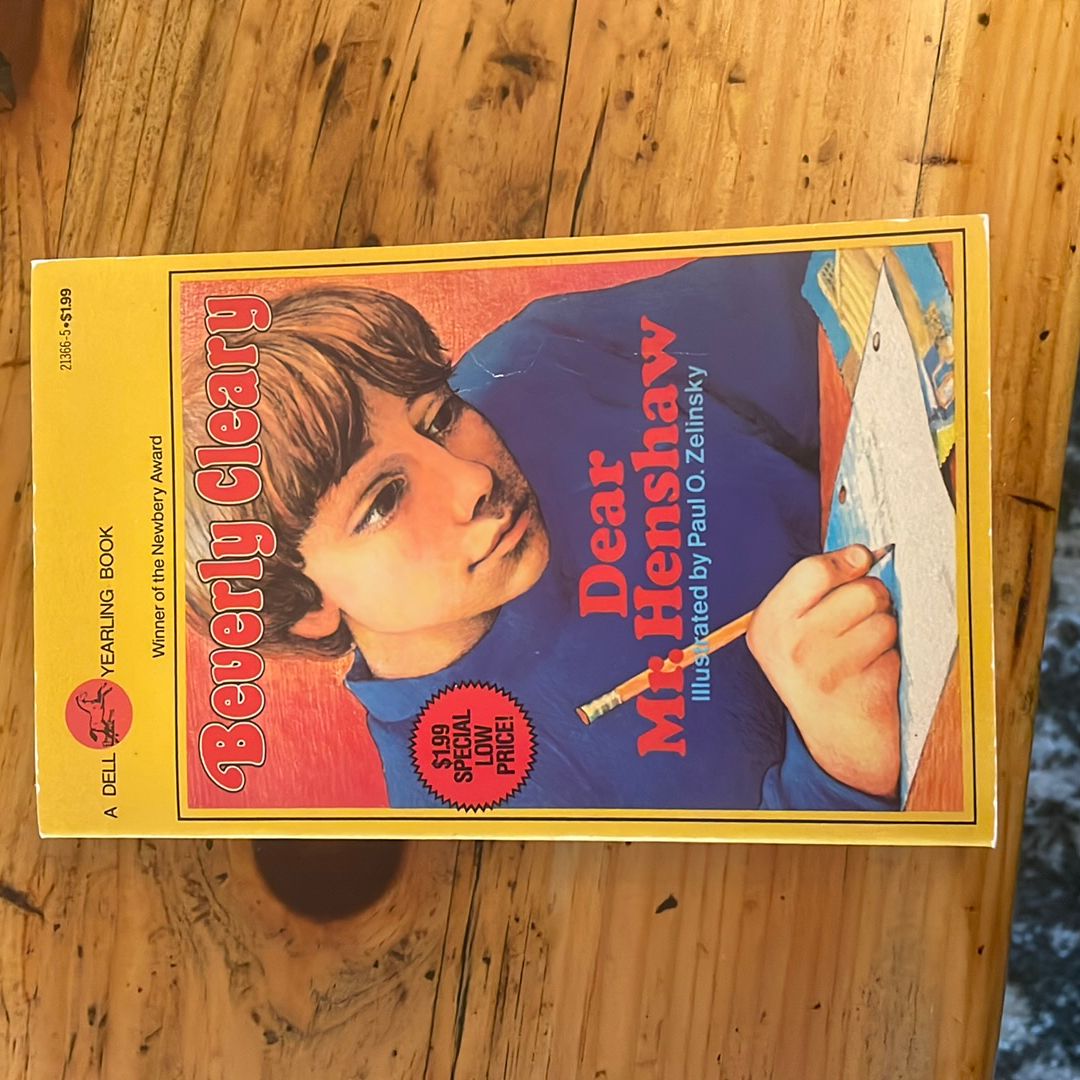 A DELL YEARLING BOOK
21366-5•$1.99
Winner of the Newbery Award
Beverly Cleary
$1.99
SPECIAL
LOW
PRICE!
Dear
Mr. Henshaw
Illustrated by Paul O. Zelinsky